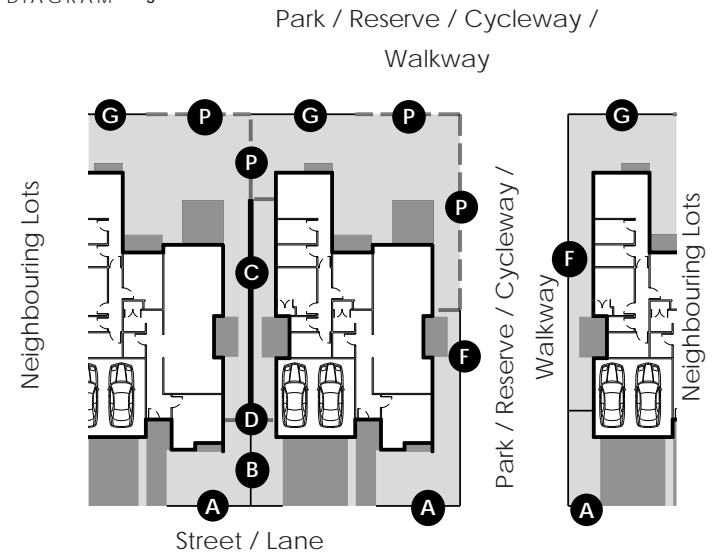 DIAGRAM
Park / Reserve / Cycleway /
Walkway
G P G P G
P
P
Neighbouring Lots
C
F
Park / Reserve / Cycleway /
Walkway
Neighbouring Lots
F
D
B
A A A
Street / Lane